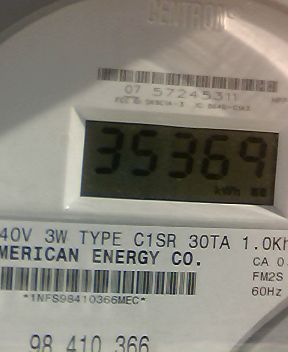 CENTRON
07 57245311
35369
kWh
40V 3W TYPE C1SR 30TA 1.0Kh
MERICAN ENERGY CO.
CA 0.
FM2S
60Hz
*1NFS98410366MEC*
98 410 366